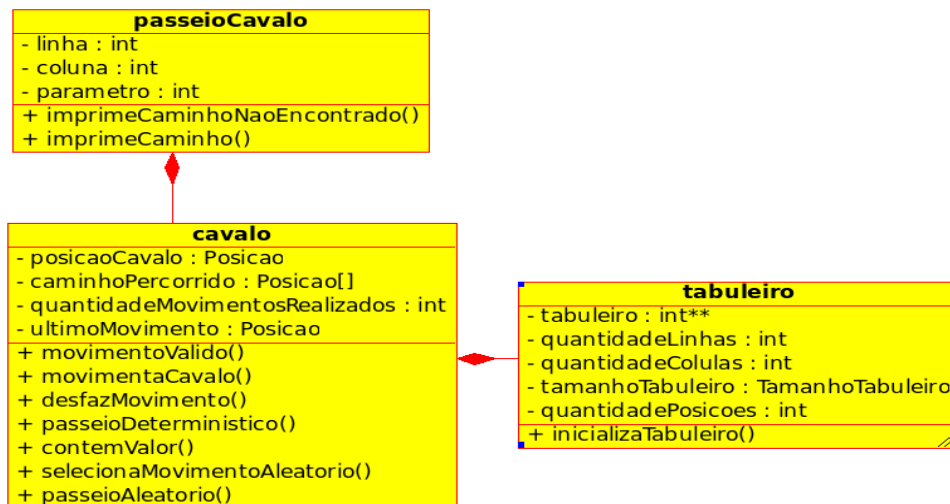 passeioCavalo
- linha : int
- coluna : int
- parametro : int
+ imprimeCaminhoNaoEncontrado()
+ imprimeCaminho()
cavalo
- posicaoCavalo : Posicao
- caminhoPercorrido : Posicao[]
- quantidadeMovimentosRealizados : int
- ultimoMovimento : Posicao
+ movimentoValido()
+ movimentaCavalo()
+ desfazMovimento()
+ passeioDeterministico()
+ contemValor()
+ selecionaMovimentoAleatorio()
+ passeioAleatorio()
tabuleiro
- tabuleiro : int**
- quantidadeLinhas : int
- quantidadeColulas : int
- tamanhoTabuleiro : TamanhoTabuleiro
- quantidadePosicoes : int
+ inicializaTabuleiro()